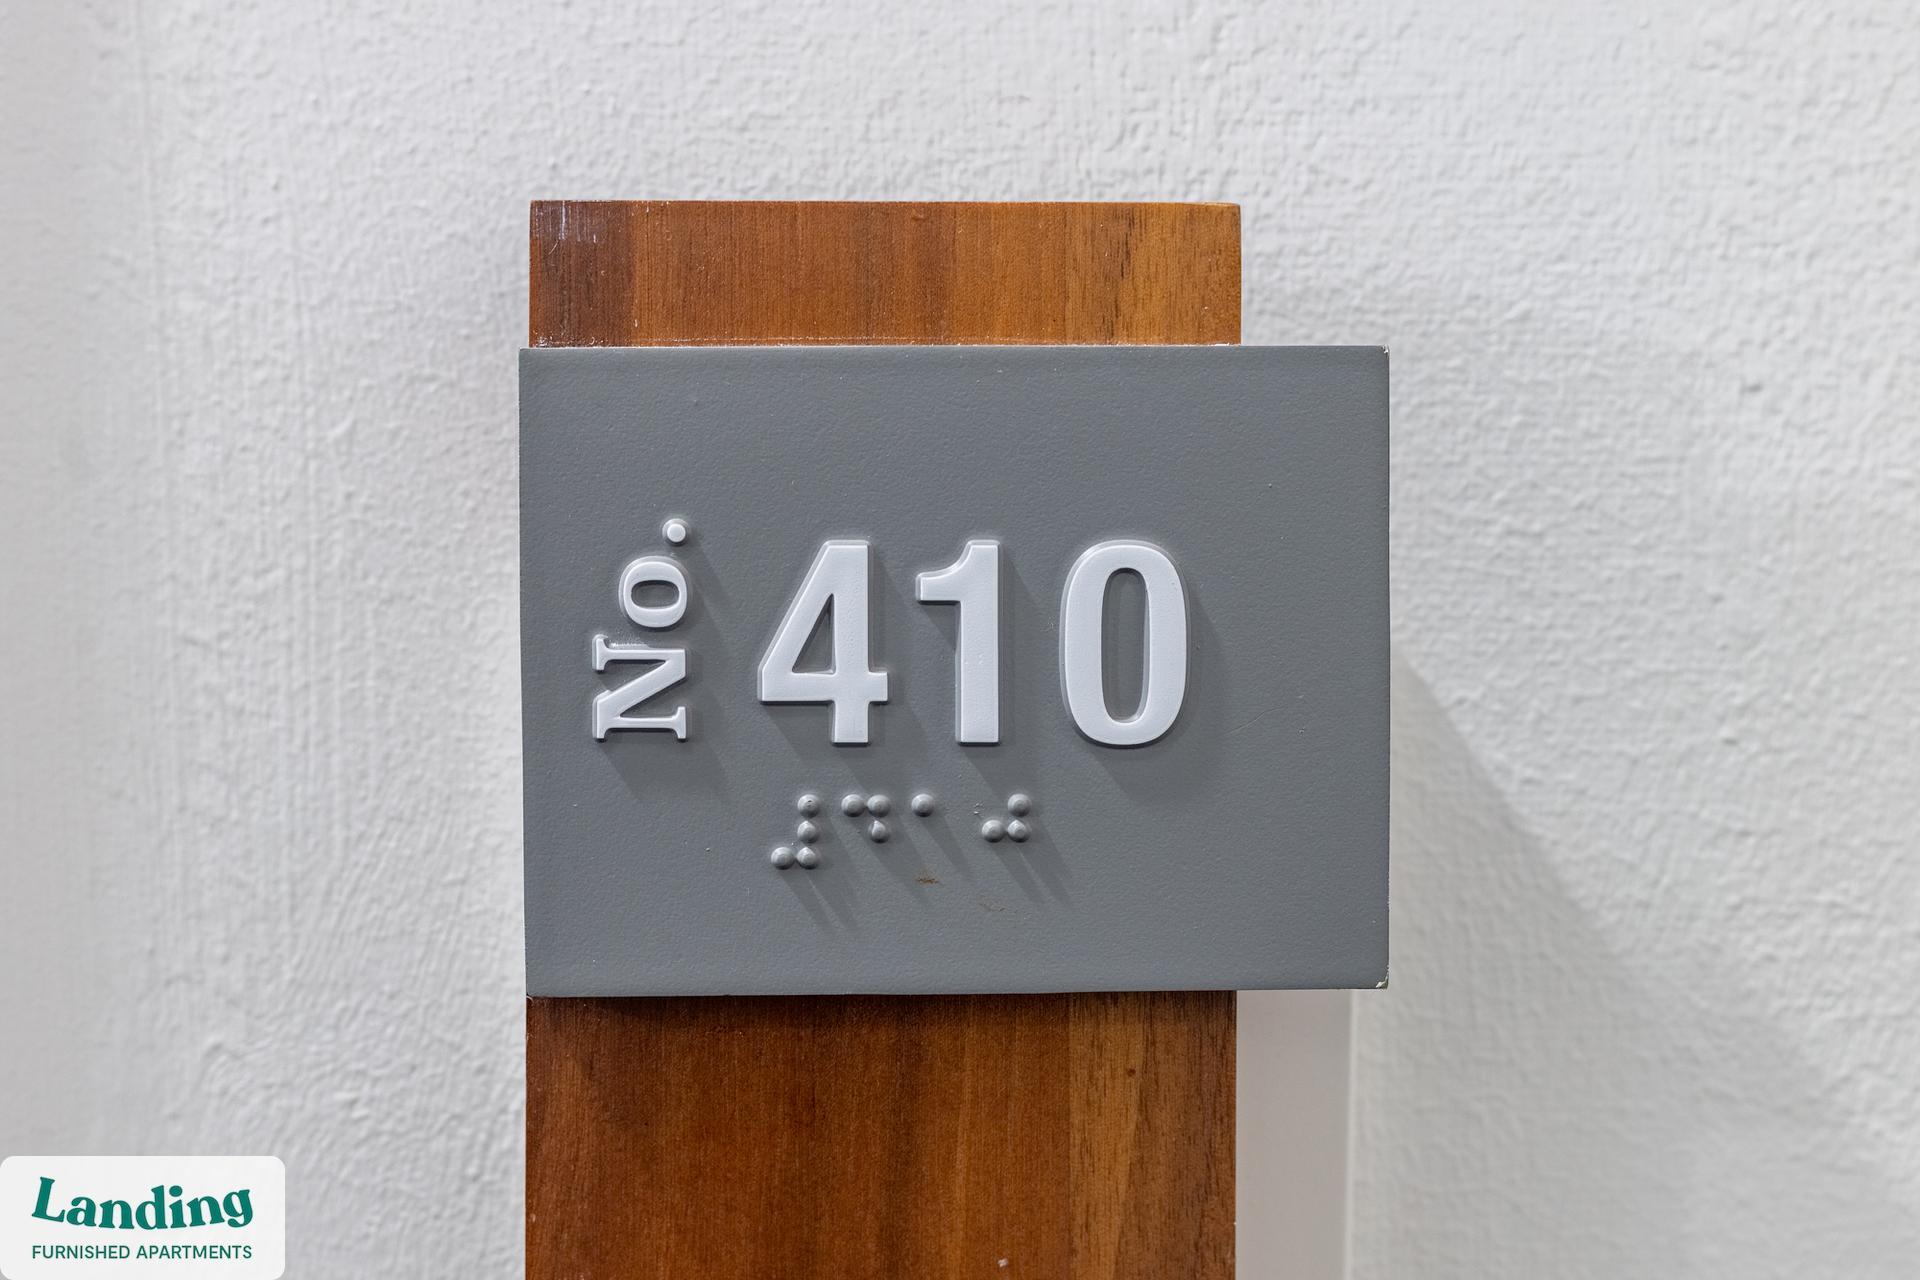 No. 410
⠼⠙⠁⠚
Landing
FURNISHED APARTMENTS